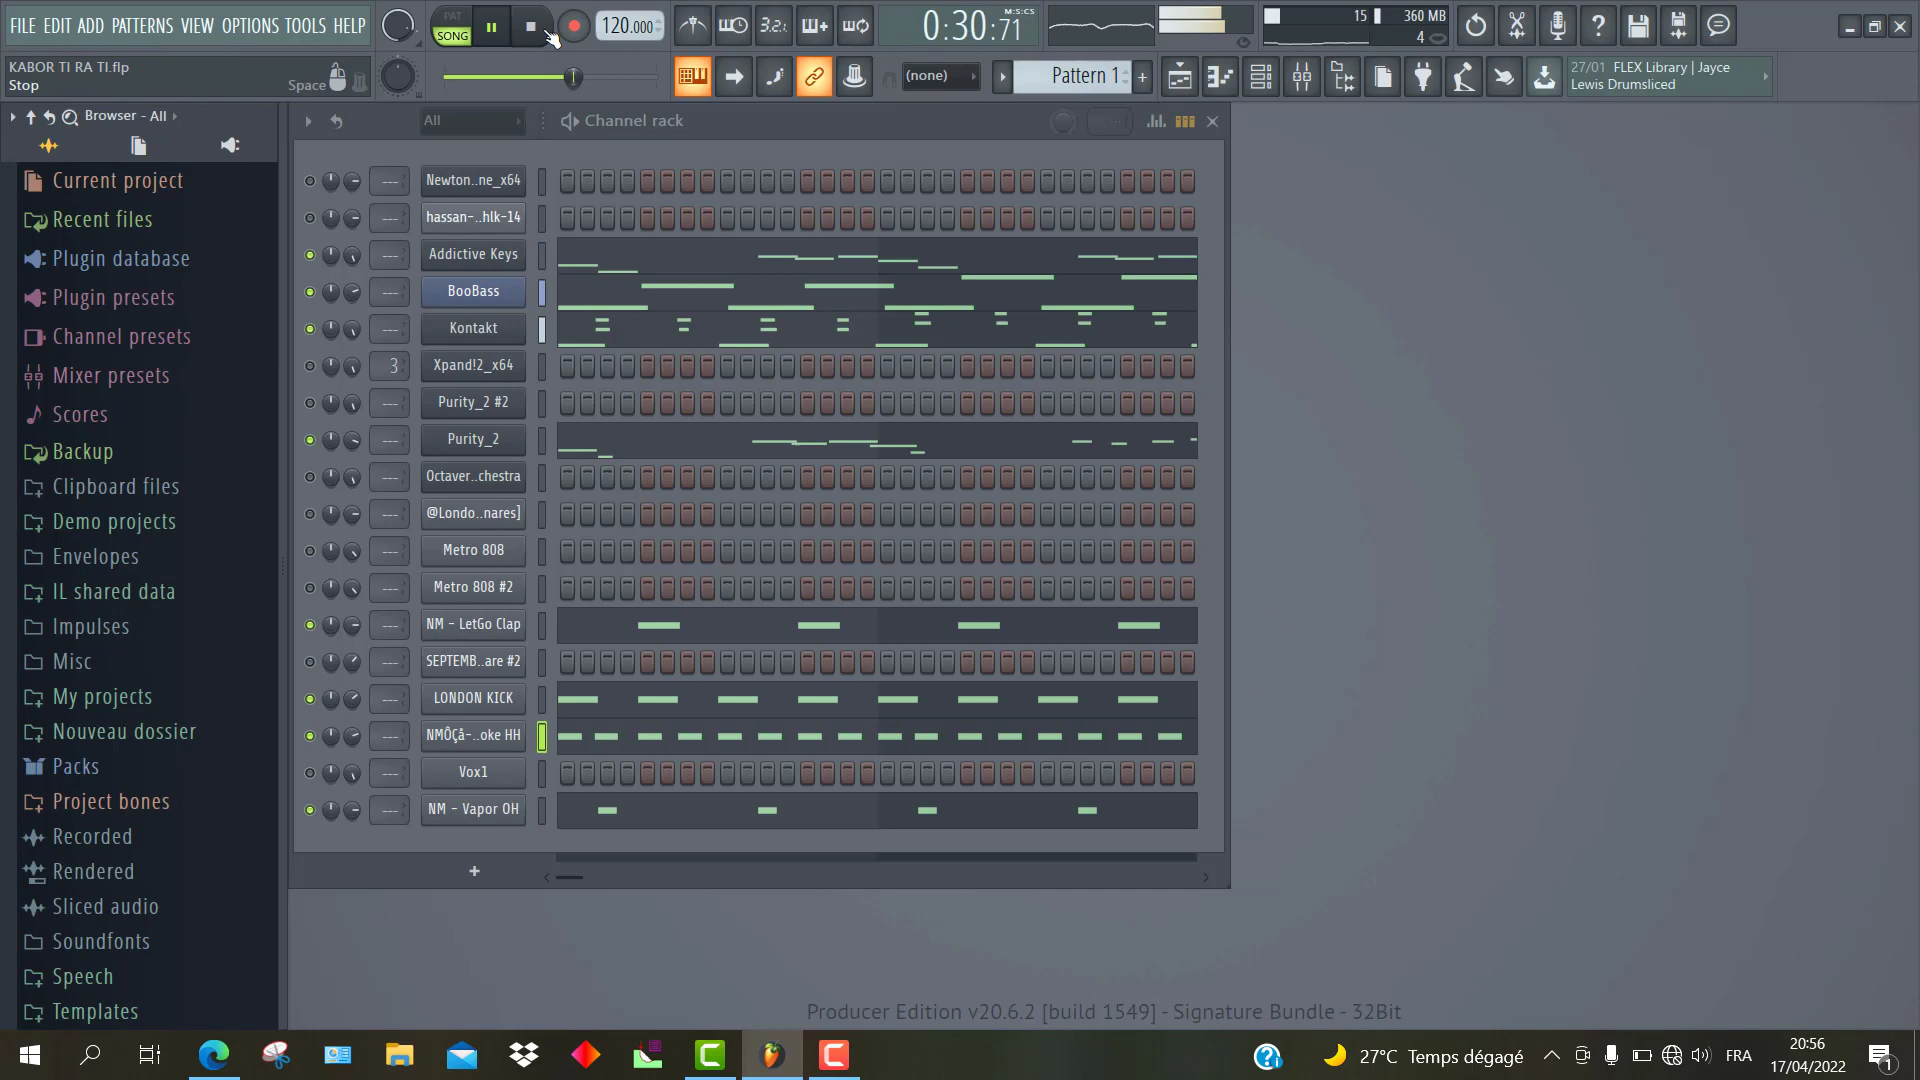 FILE EDIT ADD PATTERNS VIEW OPTIONS TOOLS HELP
PAT
SONG
120.000
3.2.1
0:30:71
M:S:CS
15
360 MB
4
KABOR TI RA TI.flp
Stop
Space
(none)
Pattern 1
+
27/01 FLEX Library | Jayce
Lewis Drumsliced
Browser - All
All
Channel rack
Current project
Recent files
Plugin database
Plugin presets
Channel presets
Mixer presets
Scores
Backup
Clipboard files
Demo projects
Envelopes
IL shared data
Impulses
Misc
My projects
Nouveau dossier
Packs
Project bones
Recorded
Rendered
Sliced audio
Soundfonts
Speech
Templates
--- Newton..ne_x64
--- hassan-..hlk-14
--- Addictive Keys
--- BooBass
--- Kontakt
3 Xpand!2_x64
--- Purity_2 #2
--- Purity_2
--- Octaver..chestra
--- @Londo..nares]
--- Metro 808
--- Metro 808 #2
--- NM - LetGo Clap
--- SEPTEMB..are #2
--- LONDON KICK
--- NMÔÇå-..oke HH
--- Vox1
--- NM - Vapor OH
+
Producer Edition v20.6.2 [build 1549] - Signature Bundle - 32Bit
27°C Temps dégagé
FRA
20:56
17/04/2022
1